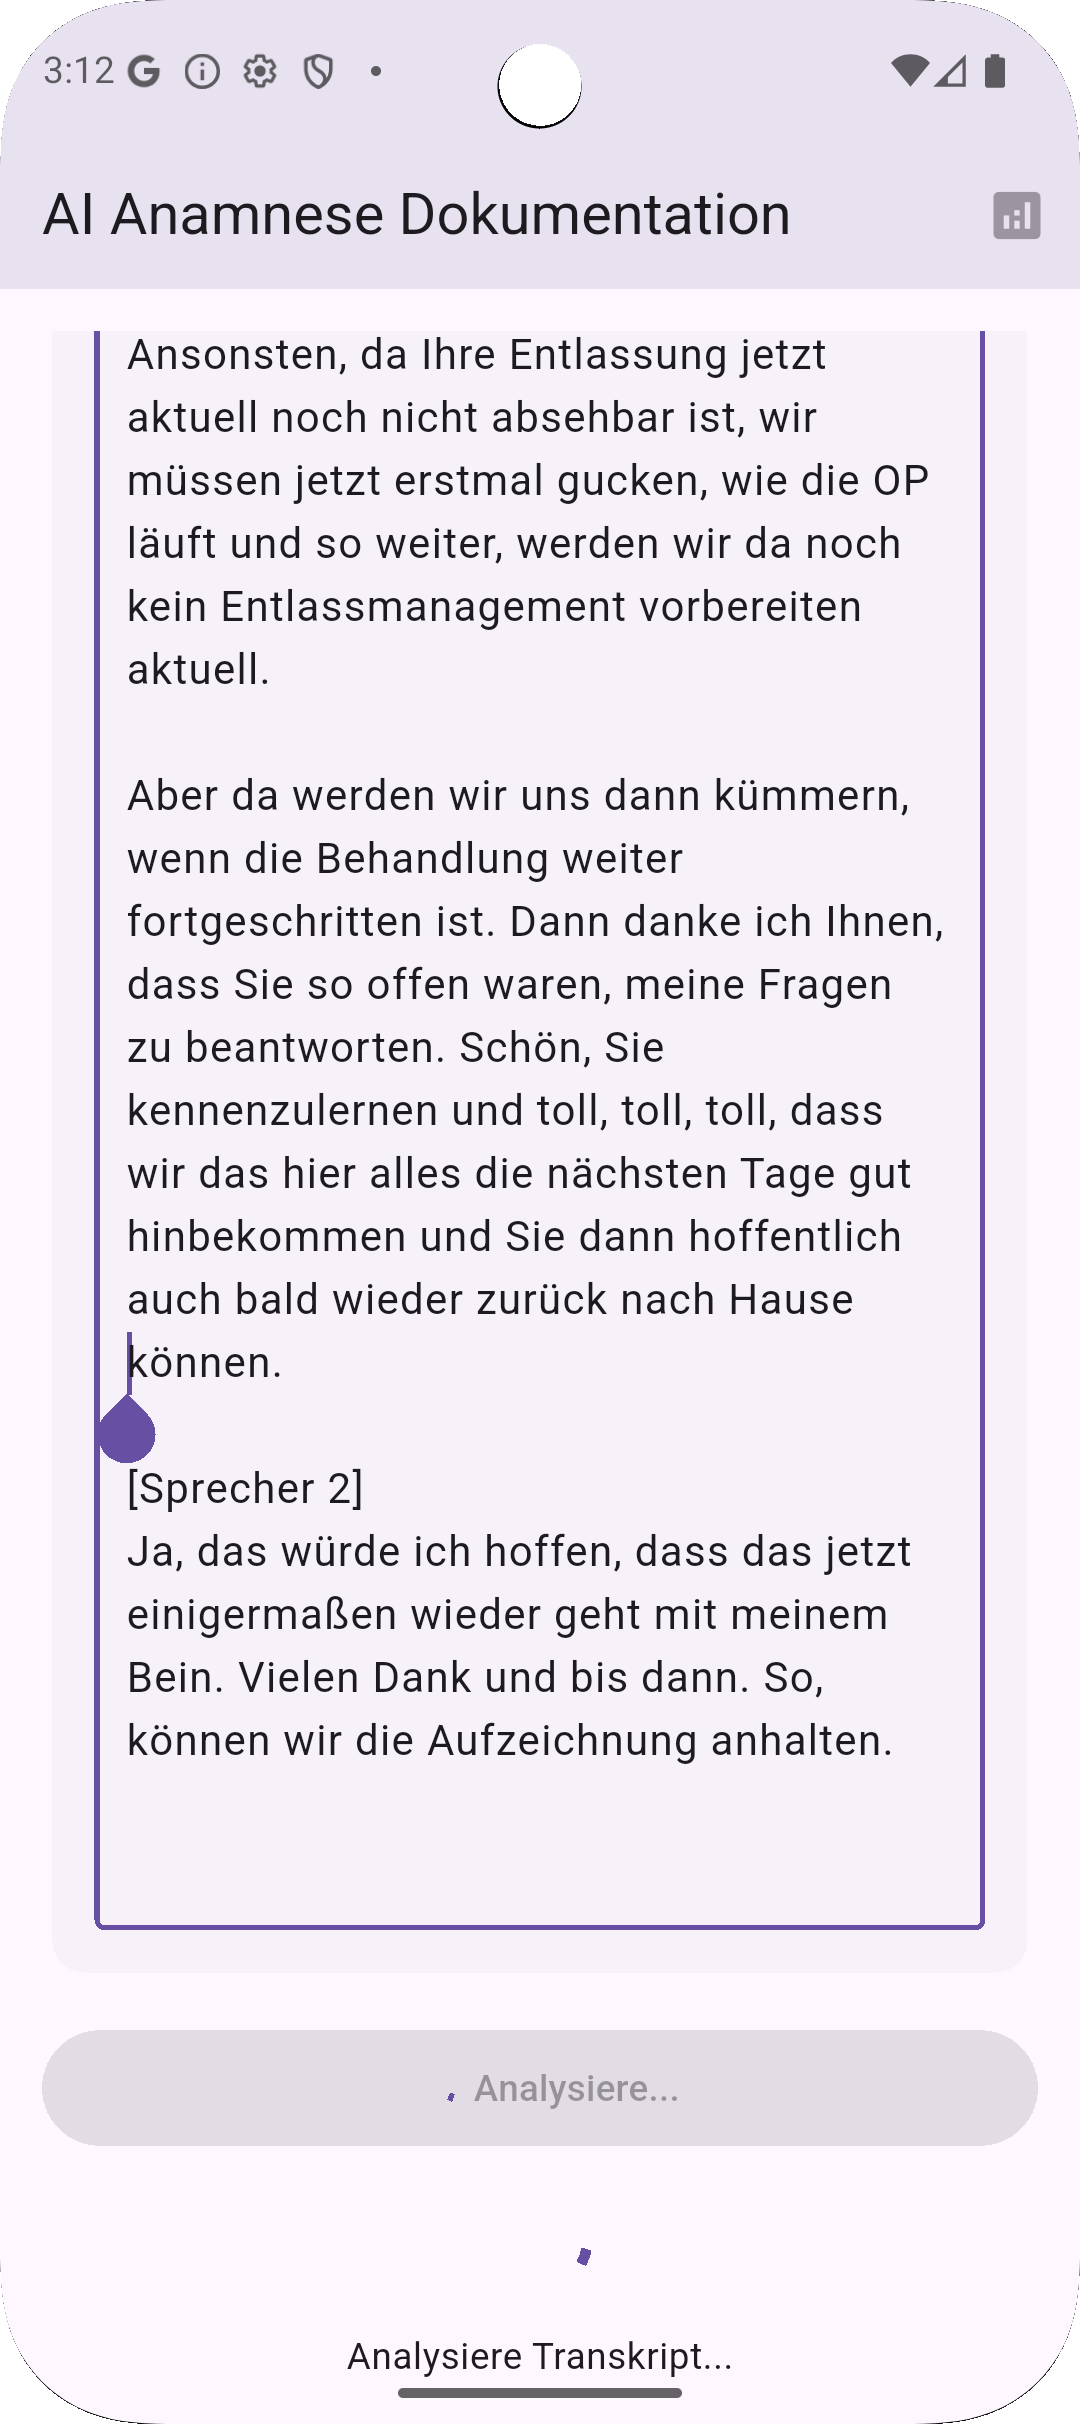 3:12
AI Anamnese Dokumentation
Ansonsten, da Ihre Entlassung jetzt
aktuell noch nicht absehbar ist, wir
müssen jetzt erstmal gucken, wie die OP
läuft und so weiter, werden wir da noch
kein Entlassmanagement vorbereiten
aktuell.
Aber da werden wir uns dann kümmern,
wenn die Behandlung weiter
fortgeschritten ist. Dann danke ich Ihnen,
dass Sie so offen waren, meine Fragen
zu beantworten. Schön, Sie
kennenzulernen und toll, toll, toll, dass
wir das hier alles die nächsten Tage gut
hinbekommen und Sie dann hoffentlich
auch bald wieder zurück nach Hause
können.
[Sprecher 2]
Ja, das würde ich hoffen, dass das jetzt
einigermaßen wieder geht mit meinem
Bein. Vielen Dank und bis dann. So,
können wir die Aufzeichnung anhalten.
Analysiere...
Analysiere Transkript...